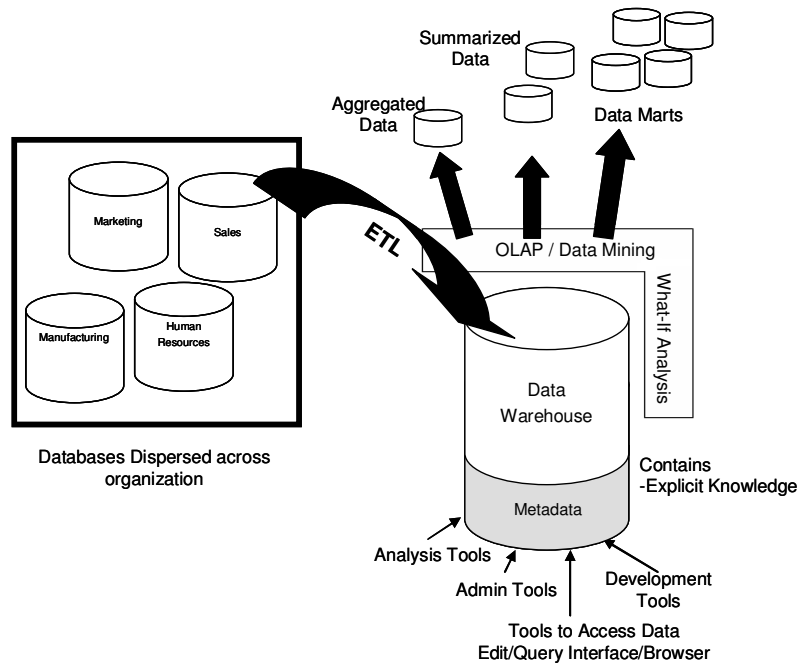 Summarized
Data
Aggregated
Data
Data Marts
Marketing
Sales
Manufacturing
Human
Resources
ETL
OLAP / Data Mining
What-If Analysis
Data
Warehouse
Databases Dispersed across
organization
Contains
-Explicit Knowledge
Metadata
Analysis Tools
Admin Tools
Development
Tools
Tools to Access Data
Edit/Query Interface/Browser